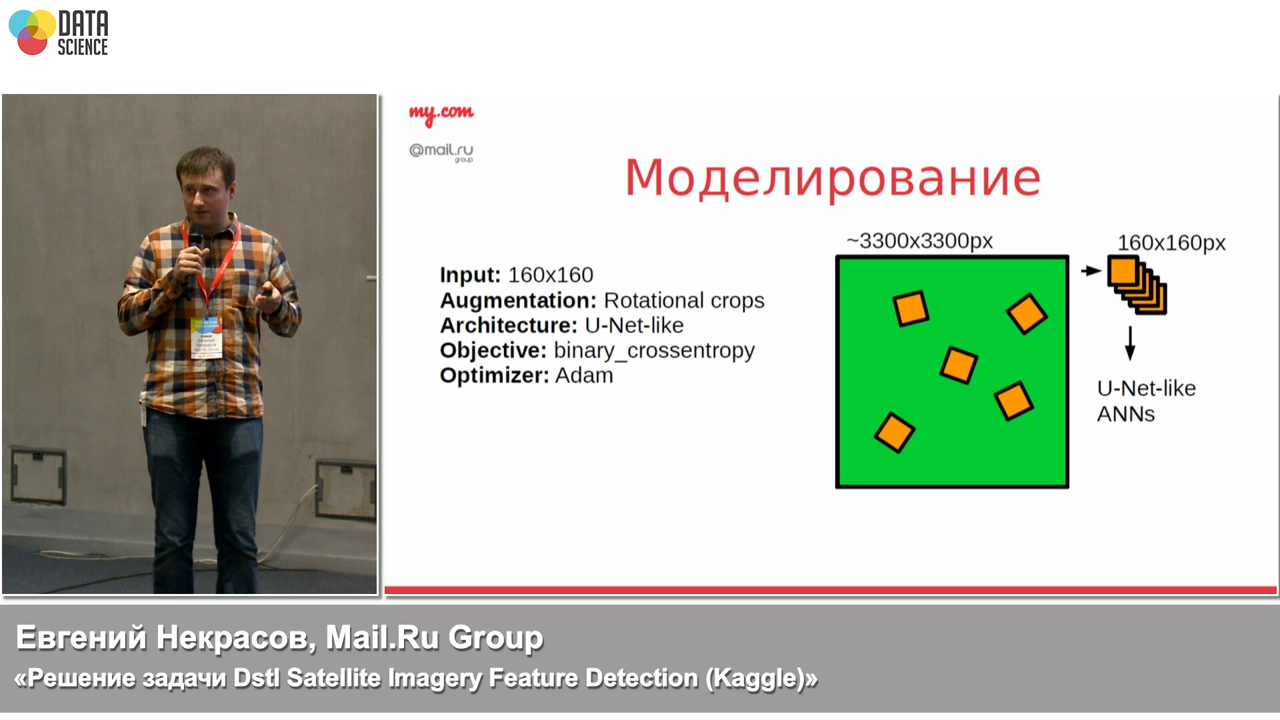 DATA
SCIENCE
my.com
@mail.ru
group
Моделирование
Input: 160x160
Augmentation: Rotational crops
Architecture: U-Net-like
Objective: binary_crossentropy
Optimizer: Adam
~3300x3300px
160x160px
U-Net-like
ANNs
Евгений Некрасов, Mail.Ru Group
«Решение задачи Dstl Satellite Imagery Feature Detection (Kaggle)»